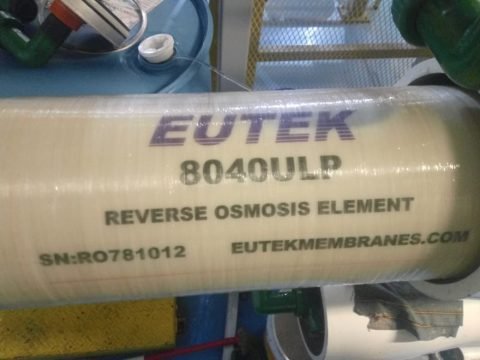 EUTEK
8040ULP
REVERSE OSMOSIS ELEMENT
SN:RO781012 EUTEKMEMBRANES.COM